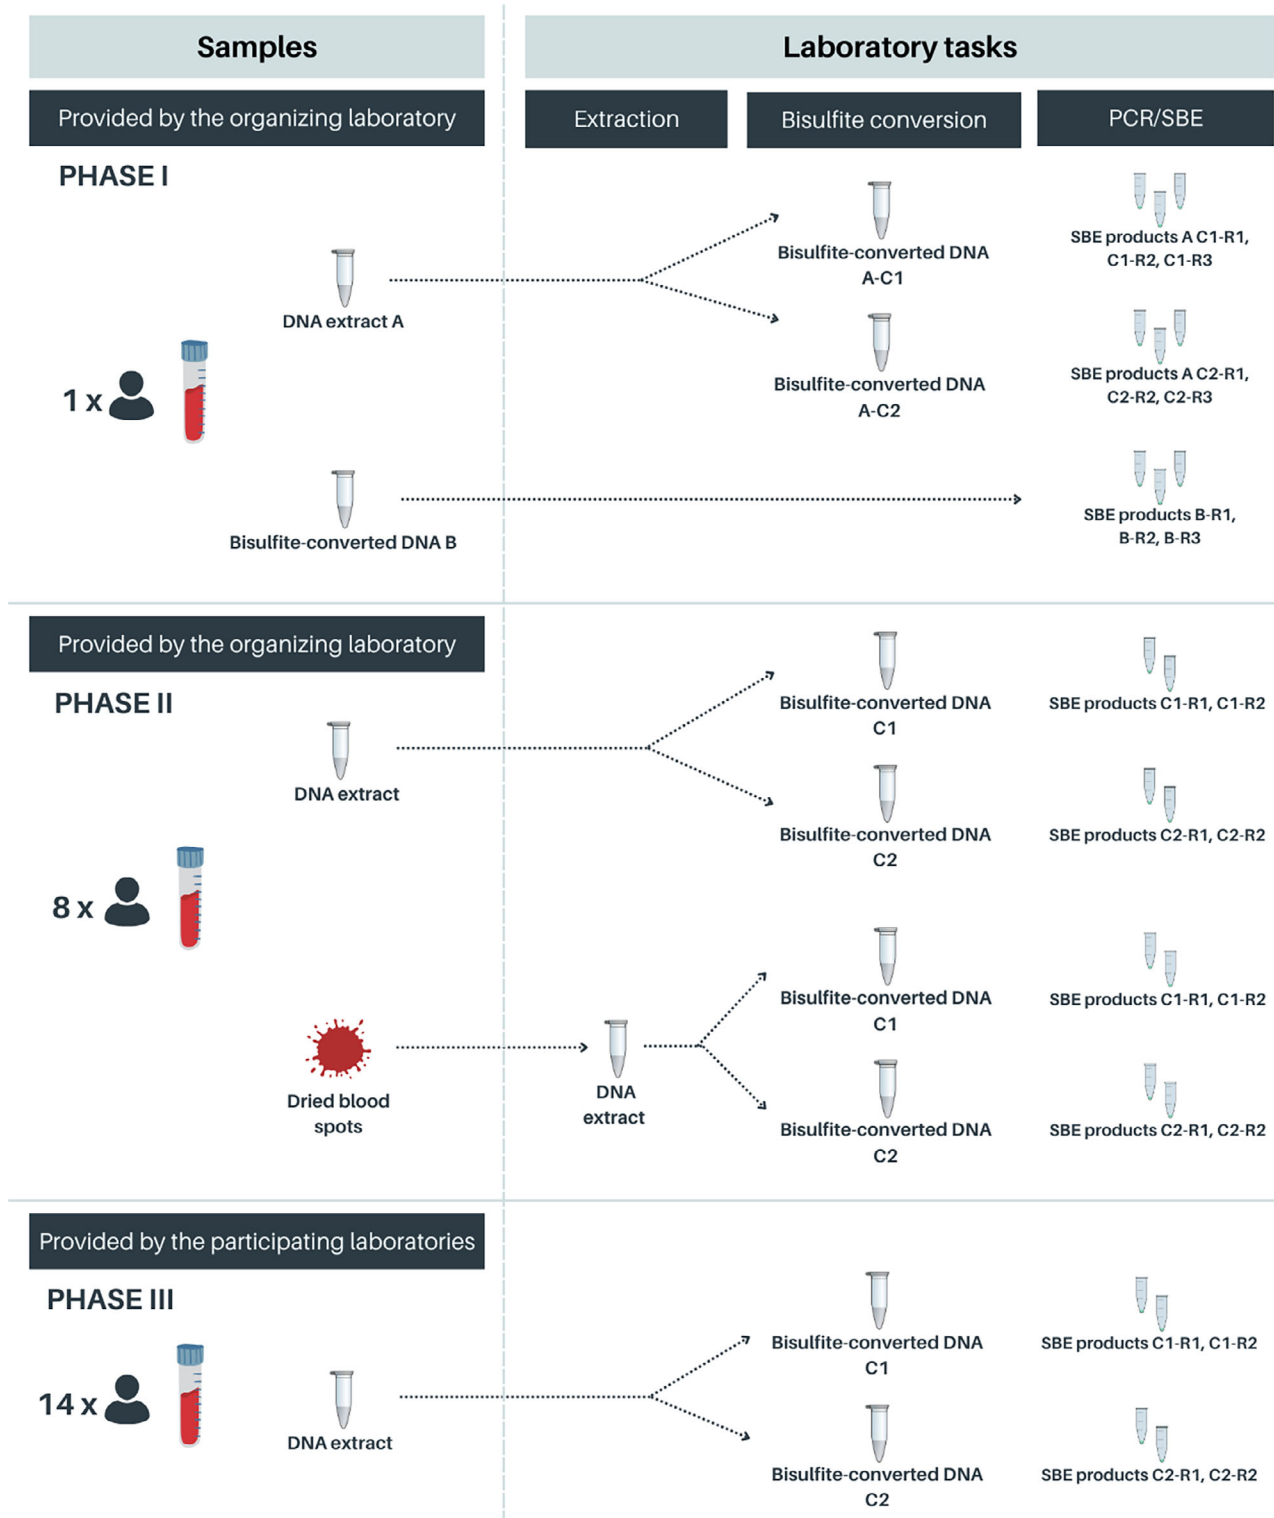 Samples
Laboratory tasks
Provided by the organizing laboratory
Extraction
Bisulfite conversion
PCR/SBE
PHASE I
1 x
DNA extract A
Bisulfite-converted DNA
A-C1
SBE products A C1-R1,
C1-R2, C1-R3
Bisulfite-converted DNA
A-C2
SBE products A C2-R1,
C2-R2, C2-R3
Bisulfite-converted DNA B
SBE products B-R1,
B-R2, B-R3
Provided by the organizing laboratory
PHASE II
8 x
DNA extract
Bisulfite-converted DNA
C1
SBE products C1-R1, C1-R2
Bisulfite-converted DNA
C2
SBE products C2-R1, C2-R2
Dried blood
spots
DNA
extract
Bisulfite-converted DNA
C1
SBE products C1-R1, C1-R2
Bisulfite-converted DNA
C2
SBE products C2-R1, C2-R2
Provided by the participating laboratories
PHASE III
14 x
DNA extract
Bisulfite-converted DNA
C1
SBE products C1-R1, C1-R2
Bisulfite-converted DNA
C2
SBE products C2-R1, C2-R2